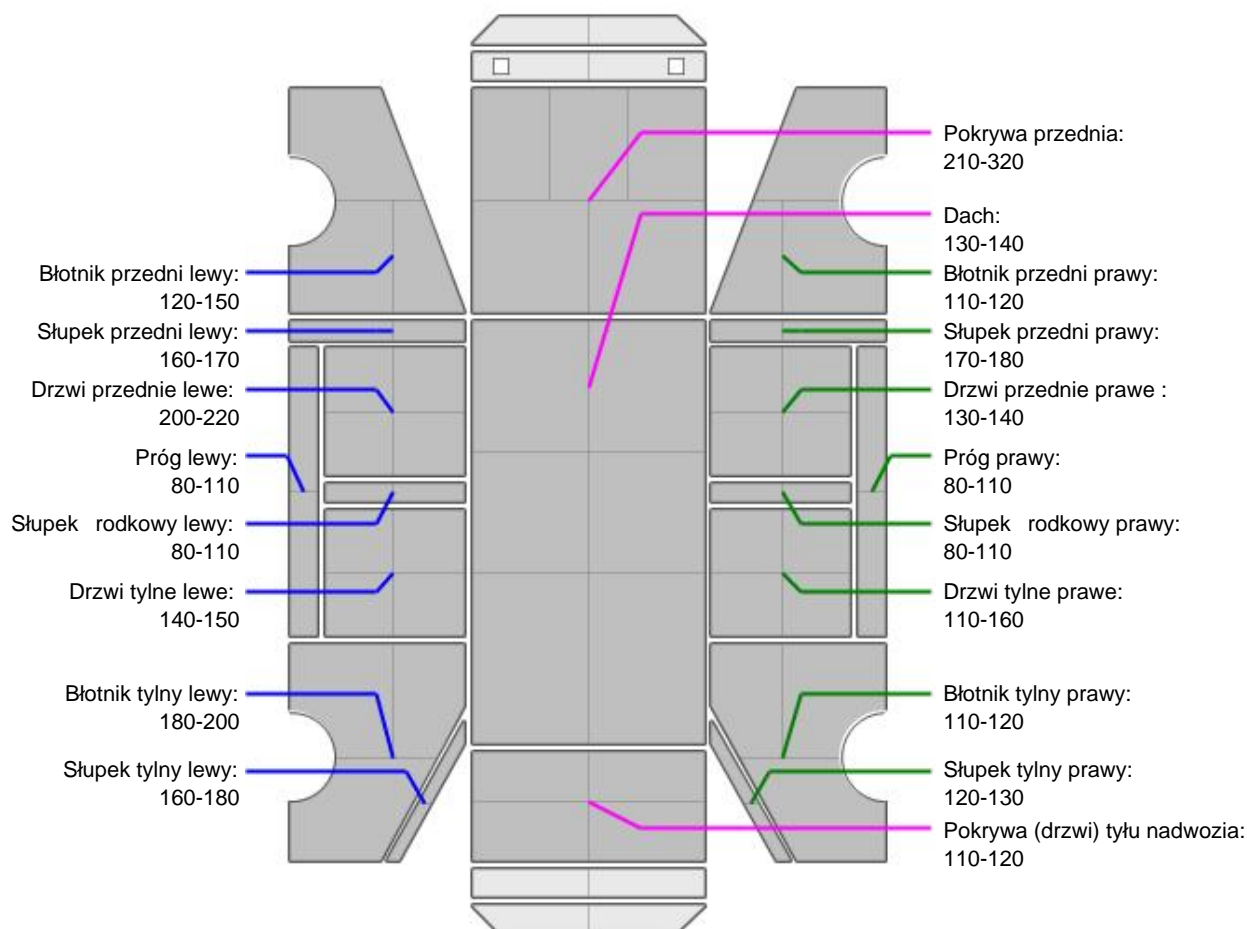 Pokrywa przednia:
210-320
Dach:
130-140
Błotnik przedni lewy:
120-150
Słupek przedni lewy:
160-170
Drzwi przednie lewe:
200-220
Próg lewy:
80-110
Słupek rodkowy lewy:
80-110
Drzwi tylne lewe:
140-150
Błotnik tylny lewy:
180-200
Słupek tylny lewy:
160-180
Błotnik przedni prawy:
110-120
Słupek przedni prawy:
170-180
Drzwi przednie prawe :
130-140
Próg prawy:
80-110
Słupek rodkowy prawy:
80-110
Drzwi tylne prawe:
110-160
Błotnik tylny prawy:
110-120
Słupek tylny prawy:
120-130
Pokrywa (drzwi) tyłu nadwozia:
110-120